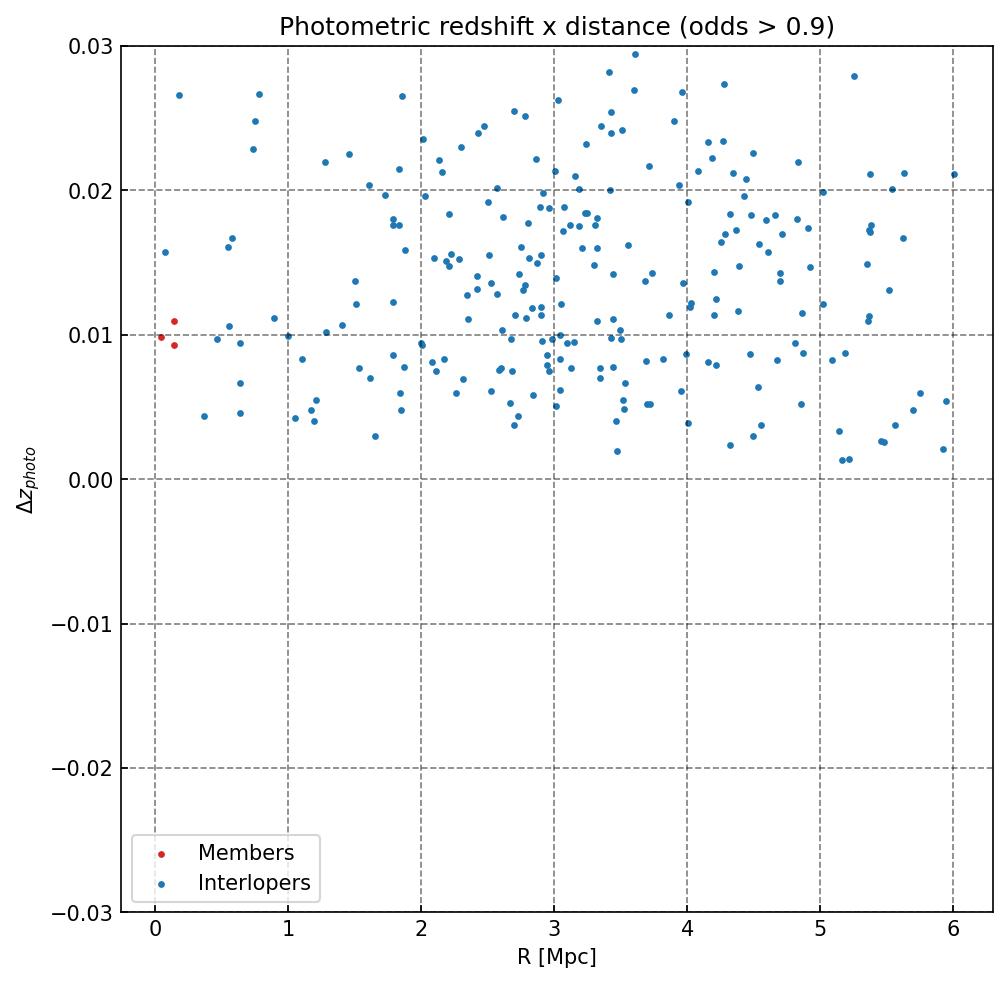 Photometric redshift x distance (odds > 0.9)
0.03
0.02
0.01
0.00
−0.01
−0.02
−0.03
Δz_photo
Members
Interlopers
0 1 2 3 4 5 6
R [Mpc]